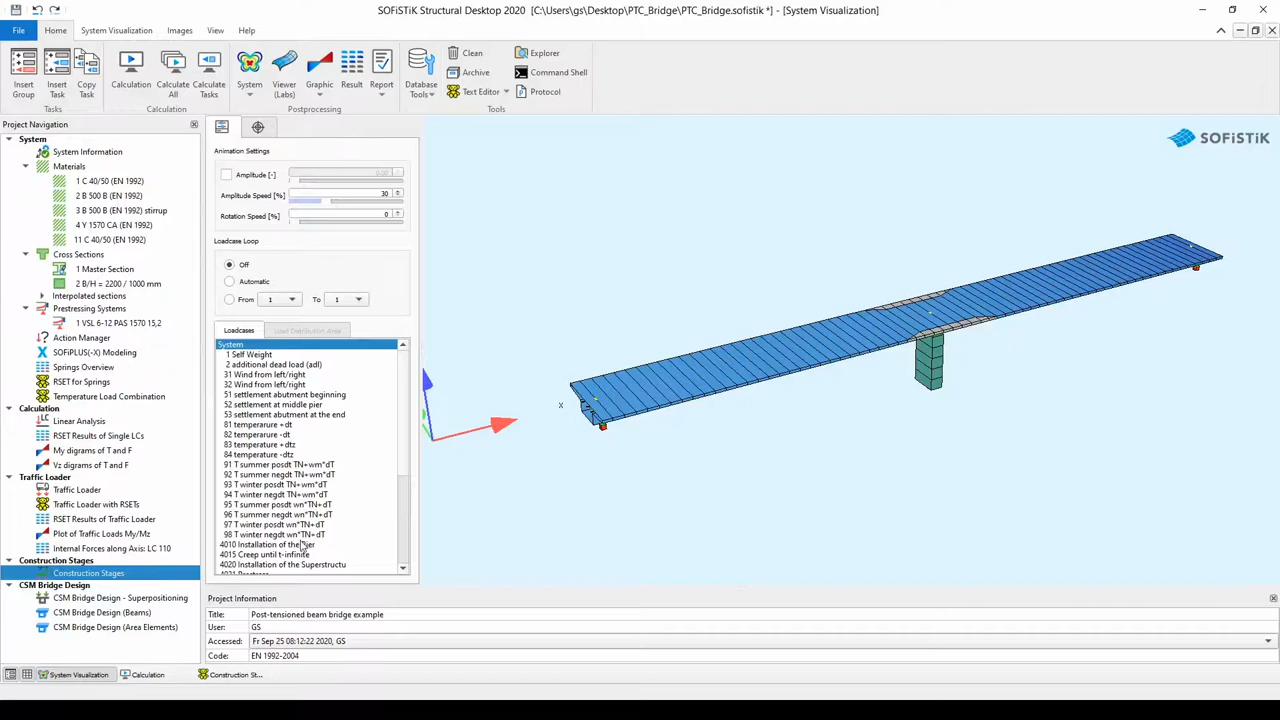 SOFiSTiK Structural Desktop 2020 [C:\Users\gs\Desktop\PTC_Bridge\PTC_Bridge.sofistik *] - [System Visualization]
File Home System Visualization Images View Help
Insert Group
Insert Task
Copy Task
Tasks
Calculation
Calculate All
Calculate Tasks
Calculation
System
Viewer (Labs)
Graphic
Result
Report
Postprocessing
Database Tools
Clean
Archive
Text Editor
Explorer
Command Shell
Protocol
Tools
Project Navigation
System
System Information
Materials
1 C 40/50 (EN 1992)
2 B 500 B (EN 1992)
3 B 500 B (EN 1992) stirrup
4 Y 1570 CA (EN 1992)
11 C 40/50 (EN 1992)
Cross Sections
1 Master Section
2 B/H = 2200 / 1000 mm
Interpolated sections
Prestressing Systems
1 VSL 6-12 PAS 1570 15,2
Action Manager
SOFiPLUS(-X) Modeling
Springs Overview
RSET for Springs
Temperature Load Combination
Calculation
Linear Analysis
RSET Results of Single LCs
My digrams of T and F
Vz digrams of T and F
Traffic Loader
Traffic Loader
Traffic Loader with RSETs
RSET Results of Traffic Loader
Plot of Traffic Loads My/Mz
Internal Forces along Axis: LC 110
Construction Stages
Construction Stages
CSM Bridge Design
CSM Bridge Design - Superpositioning
CSM Bridge Design (Beams)
CSM Bridge Design (Area Elements)
Animation Settings
Amplitude [-] 0.00
Amplitude Speed [%] 30
Rotation Speed [%] 0
Loadcase Loop
Off
Automatic
From 1 To 1
Loadcases Load Distribution Area
System
1 Self Weight
2 additional dead load (adl)
31 Wind from left/right
32 Wind from left/right
51 settlement abutment beginning
52 settlement at middle pier
53 settlement abutment at the end
81 temperarure +dt
82 temperarure -dt
83 temperarure +dtz
84 temperarure -dtz
91 T summer posdt TN+wm*dT
92 T summer negdt TN+wm*dT
93 T winter posdt TN+wm*dT
94 T winter negdt TN+wm*dT
95 T summer posdt wn*TN+dT
96 T summer negdt wn*TN+dT
97 T winter posdt wn*TN+dT
98 T winter negdt wn*TN+dT
4010 Installation of the Pier
4015 Creep until t-infinite
4020 Installation of the Superstructu
x
SOFiSTiK
Project Information
Title: Post-tensioned beam bridge example
User: GS
Accessed: Fr Sep 25 08:12:22 2020, GS
Code: EN 1992-2004
System Visualization
Calculation
Construction St...